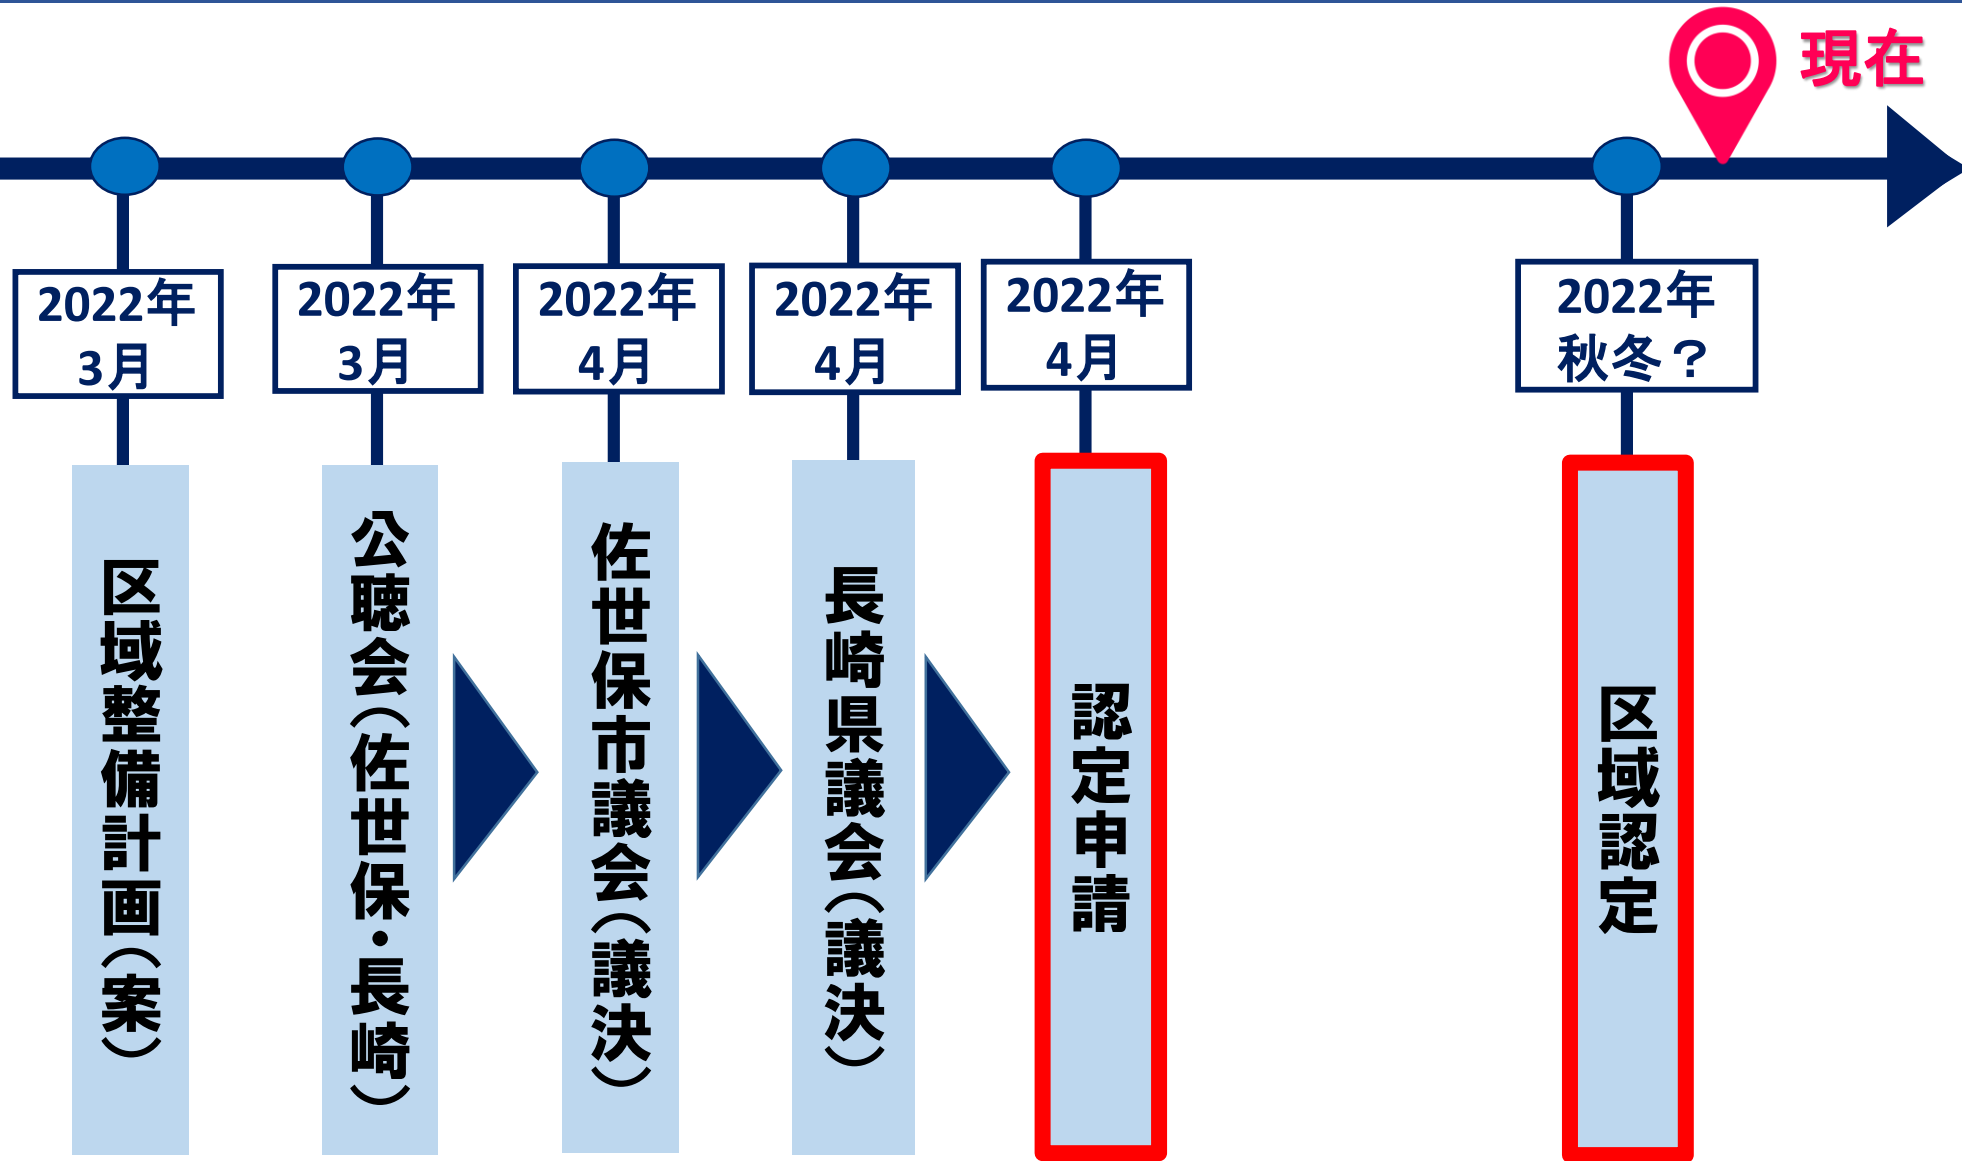 現在
2022年
3月
区域整備計画（案）
2022年
3月
公聴会（佐世保・長崎）
2022年
4月
佐世保市議会（議決）
2022年
4月
長崎県議会（議決）
2022年
4月
認定申請
2022年
秋冬？
区域認定